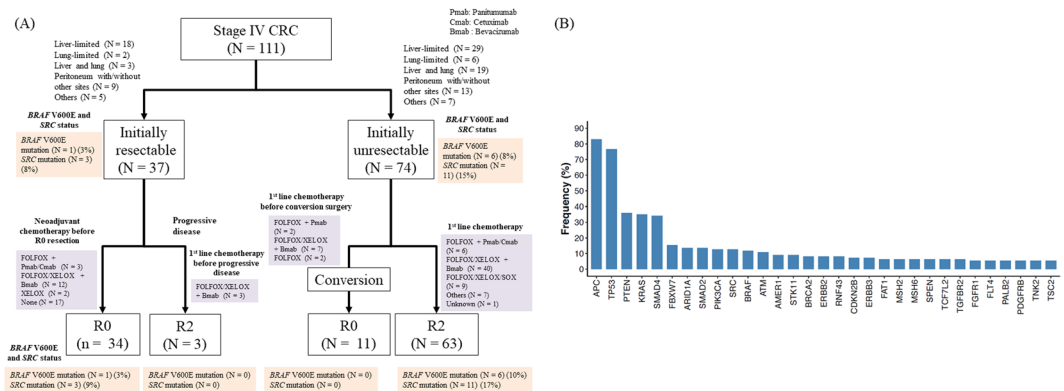 (A)
Stage IV CRC
(N = 111)
Pmab: Panitumumab
Cmab: Cetuximab
Bmab : Bevacizumab
Liver-limited (N = 18)
Lung-limited (N = 2)
Liver and lung (N = 3)
Peritoneum with/without
other sites (N = 9)
Others (N = 5)
Liver-limited (N = 29)
Lung-limited (N = 6)
Liver and lung (N = 19)
Peritoneum with/without
other sites (N = 13)
Others (N = 7)
BRAF V600E and
SRC status
BRAF V600E
mutation (N = 1) (3%)
SRC mutation (N = 3)
(8%)
Initially
resectable
(N = 37)
BRAF V600E and
SRC status
Initially
unresectable
(N = 74)
BRAF V600E
mutation (N = 6) (8%)
SRC mutation (N =
11) (15%)
Neoadjuvant
chemotherapy before
R0 resection
FOLFOX +
Pmab/Cmab (N = 3)
FOLFOX/XELOX +
Bmab (N = 12)
XELOX (N = 2)
None (N = 17)
Progressive
disease
1st line chemotherapy
before progressive
disease
FOLFOX/XELOX
+ Bmab (N = 3)
1st line chemotherapy
before conversion surgery
FOLFOX + Pmab
(N = 2)
FOLFOX/XELOX
+ Bmab (N = 7)
FOLFOX (N = 2)
Conversion
1st line chemotherapy
FOLFOX + Pmab/Cmab
(N = 6)
FOLFOX/XELOX +
Bmab (N = 40)
FOLFOX/XELOX/SOX
(N = 9)
Others (N = 7)
Unknown (N = 1)
R0
(n = 34)
R2
(N = 3)
R0
(N = 11)
R2
(N = 63)
BRAF V600E
and SRC status
BRAF V600E mutation (N = 1) (3%)
SRC mutation (N = 3) (9%)
BRAF V600E mutation (N = 0)
SRC mutation (N = 0)
BRAF V600E mutation (N = 0)
SRC mutation (N = 0)
BRAF V600E mutation (N = 6) (10%)
SRC mutation (N = 11) (17%)
(B)
Frequency (%)
90
80
70
60
50
40
30
20
10
0
APC
TP53
PTEN
KRAS
SMAD4
FBXW7
ARID1A
SMAD2
PIK3CA
SRC
BRAF
ATM
AMER1
STK11
BRCA2
ERBB2
RNF43
CDKN2B
ERBB3
FAT1
MSH2
MSH6
SPEN
TCF7L2
TGFBR2
FGFR1
FLT4
PALB2
PDGFRB
TNK2
TSC2